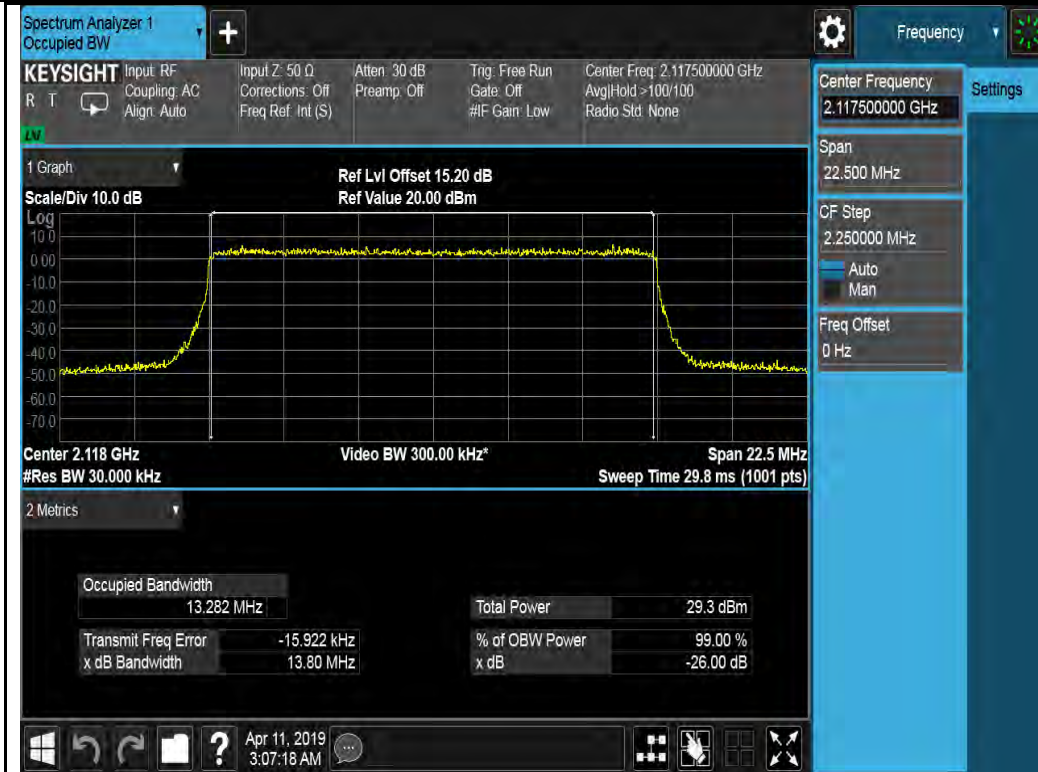 Spectrum Analyzer 1
Occupied BW
+
Frequency
KEYSIGHT
R T
LV
Input: RF
Coupling: AC
Align: Auto
Input Z: 50 Ω
Corrections: Off
Freq Ref: Int (S)
Atten: 30 dB
Preamp: Off
Trig: Free Run
Gate: Off
#IF Gain: Low
Center Freq: 2.117500000 GHz
Avg|Hold >100/100
Radio Std: None
Center Frequency
2.117500000 GHz
Settings
Span
22.500 MHz
CF Step
2.250000 MHz
Auto
Man
Freq Offset
0 Hz
1 Graph
Scale/Div 10.0 dB
Ref Lvl Offset 15.20 dB
Ref Value 20.00 dBm
Log
10.0
0.00
-10.0
-20.0
-30.0
-40.0
-50.0
-60.0
-70.0
Center 2.118 GHz
#Res BW 30.000 kHz
Video BW 300.00 kHz*
Span 22.5 MHz
Sweep Time 29.8 ms (1001 pts)
2 Metrics
Occupied Bandwidth
13.282 MHz
Total Power 29.3 dBm
Transmit Freq Error -15.922 kHz
% of OBW Power 99.00 %
x dB Bandwidth 13.80 MHz
x dB -26.00 dB
?
Apr 11, 2019
3:07:18 AM